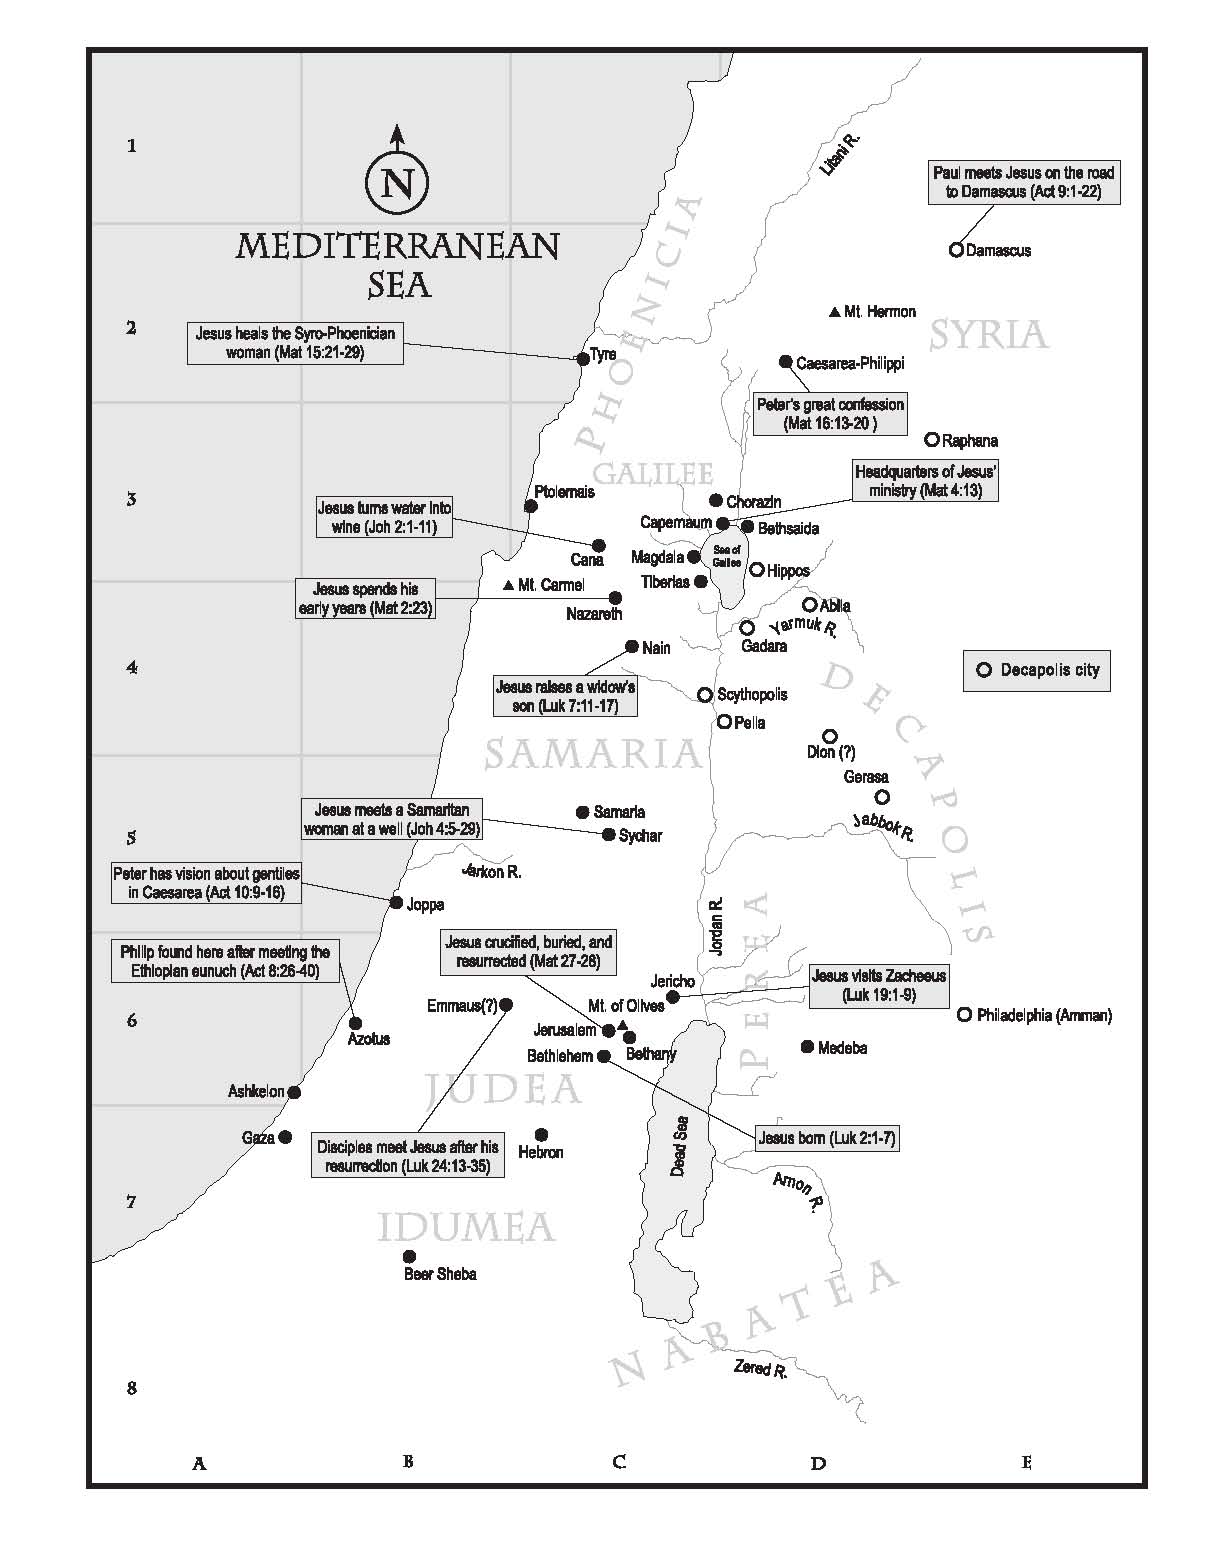 1
N
MEDITERRANEAN
SEA
PHOENICIA
Litani R.
Paul meets Jesus on the road
to Damascus (Act 9:1-22)
Damascus
2
Jesus heals the Syro-Phoenician
woman (Mat 15:21-29)
Tyre
Mt. Hermon
SYRIA
Caesarea-Philippi
Peter's great confession
(Mat 16:13-20 )
Raphana
GALILEE
Headquarters of Jesus'
ministry (Mat 4:13)
3
Ptolemais
Jesus turns water into
wine (Joh 2:1-11)
Chorazin
Capernaum
Bethsaida
Cana
Magdala
Sea of
Galilee
Hippos
Tiberias
Mt. Carmel
Jesus spends his
early years (Mat 2:23)
Nazareth
Abila
Yarmuk R.
Gadara
4
Nain
DECAPOLIS
Decapolis city
Jesus raises a widow's
son (Luk 7:11-17)
Scythopolis
Pella
SAMARIA
Dion (?)
Gerasa
Jabbok R.
5
Jesus meets a Samaritan
woman at a well (Joh 4:5-29)
Samaria
Sychar
Jarkon R.
Peter has vision about gentiles
in Caesarea (Act 10:9-16)
Joppa
Jordan R.
PEREA
Philip found here after meeting the
Ethiopian eunuch (Act 8:26-40)
Jesus crucified, buried, and
resurrected (Mat 27-28)
Jericho
Jesus visits Zacheeus
(Luk 19:1-9)
6
Emmaus(?)
Mt. of Olives
Philadelphia (Amman)
Azotus
Jerusalem
Bethany
Bethlehem
Medeba
Ashkelon
JUDEA
Gaza
Disciples meet Jesus after his
resurrection (Luk 24:13-35)
Hebron
Dead Sea
Jesus born (Luk 2:1-7)
Arnon R.
7
IDUMEA
Beer Sheba
NABATEA
Zered R.
8
A
B
C
D
E